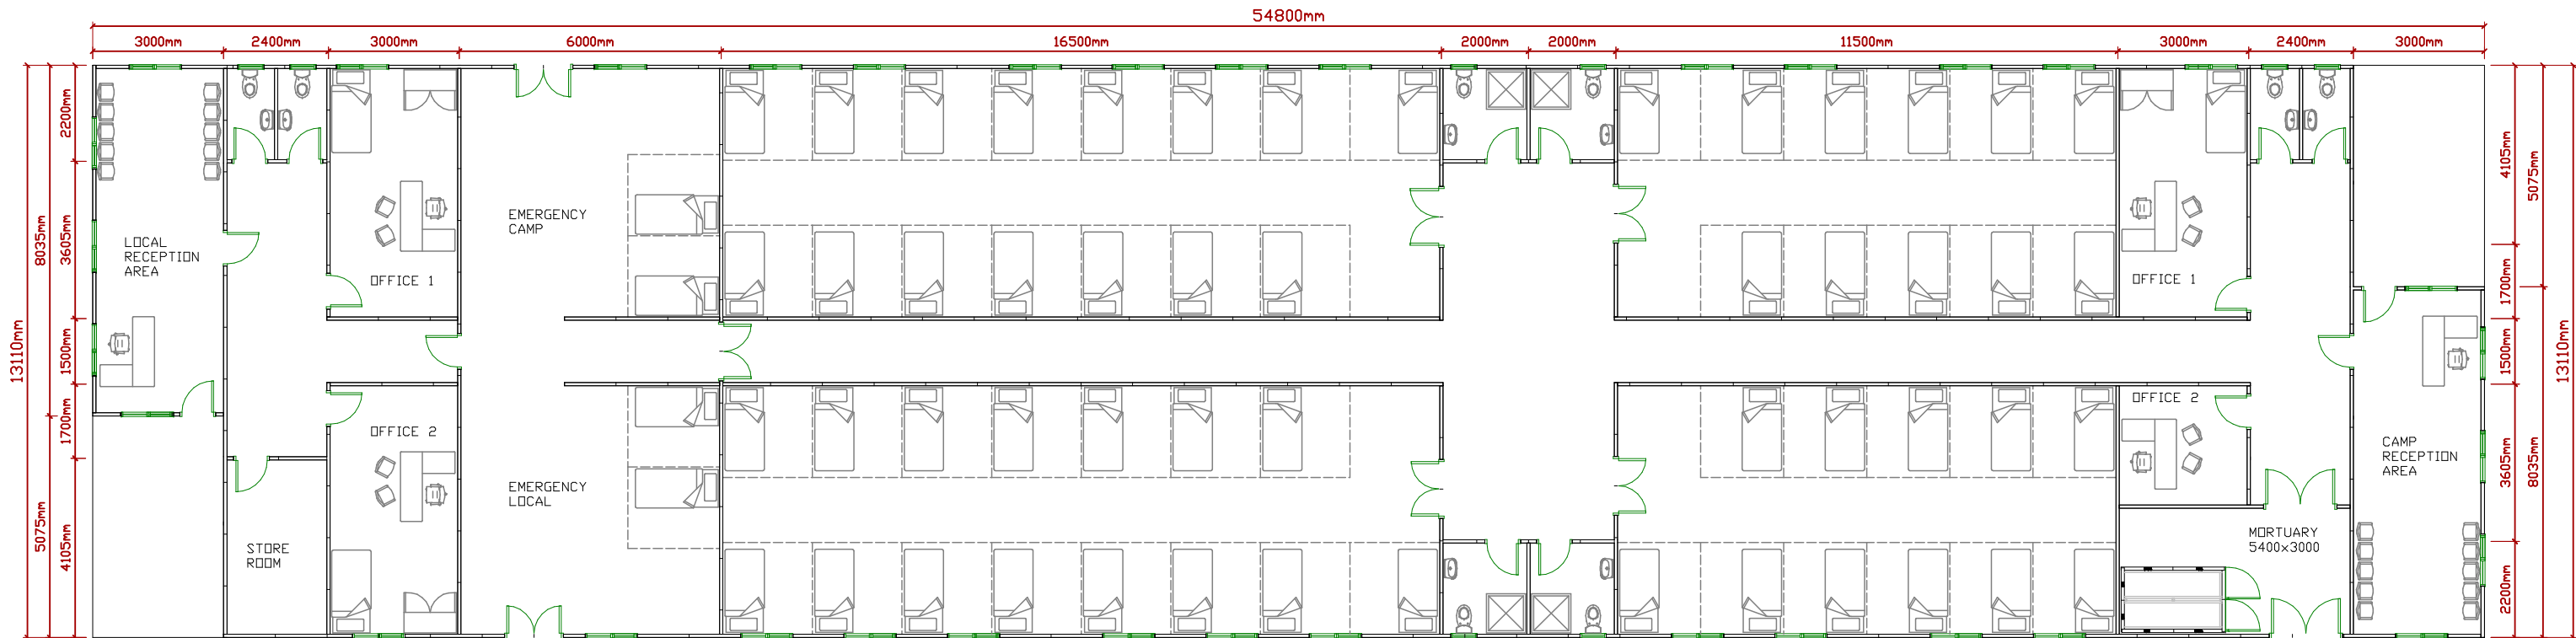 54800mm
3000mm
2400mm
3000mm
6000mm
16500mm
2000mm
2000mm
11500mm
3000mm
2400mm
3000mm
13110mm
8035mm
5075mm
2200mm
3605mm
1500mm
1700mm
4105mm
LOCAL
RECEPTION
AREA
OFFICE 1
OFFICE 2
STORE
ROOM
EMERGENCY
CAMP
EMERGENCY
LOCAL
OFFICE 1
OFFICE 2
MORTUARY
5400x3000
CAMP
RECEPTION
AREA
4105mm
1700mm
1500mm
3605mm
2200mm
5075mm
8035mm
13110mm